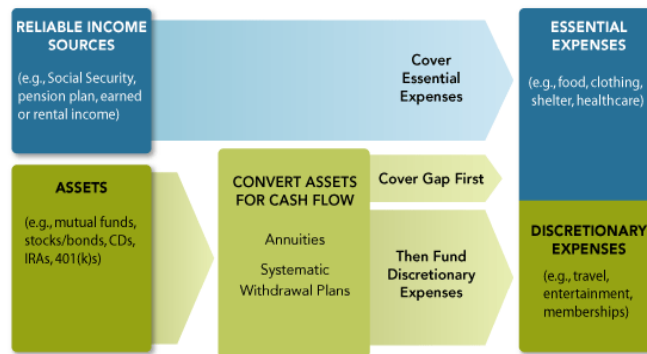 RELIABLE INCOME
SOURCES
(e.g., Social Security,
pension plan, earned
or rental income)
Cover
Essential
Expenses
ESSENTIAL
EXPENSES
(e.g., food, clothing,
shelter, healthcare)
ASSETS
(e.g., mutual funds,
stocks/bonds, CDs,
IRAs, 401(k)s)
CONVERT ASSETS
FOR CASH FLOW
Annuities
Systematic
Withdrawal Plans
Cover Gap First
Then Fund
Discretionary
Expenses
DISCRETIONARY
EXPENSES
(e.g., travel,
entertainment,
memberships)